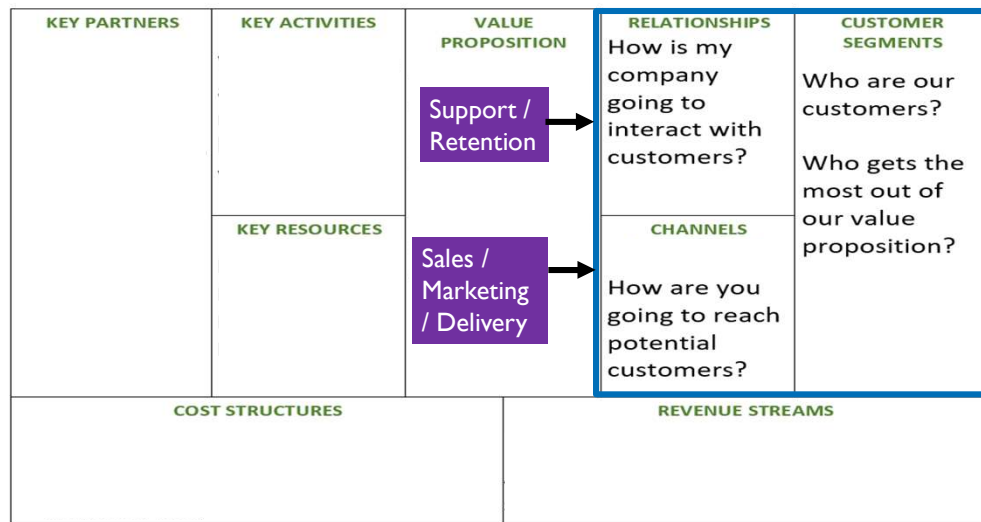 KEY PARTNERS
KEY ACTIVITIES
VALUE
PROPOSITION
Support /
Retention
Sales /
Marketing
/ Delivery
RELATIONSHIPS
How is my
company
going to
interact with
customers?
CUSTOMER
SEGMENTS
Who are our
customers?
Who gets the
most out of
our value
proposition?
KEY RESOURCES
CHANNELS
How are you
going to reach
potential
customers?
COST STRUCTURES
REVENUE STREAMS